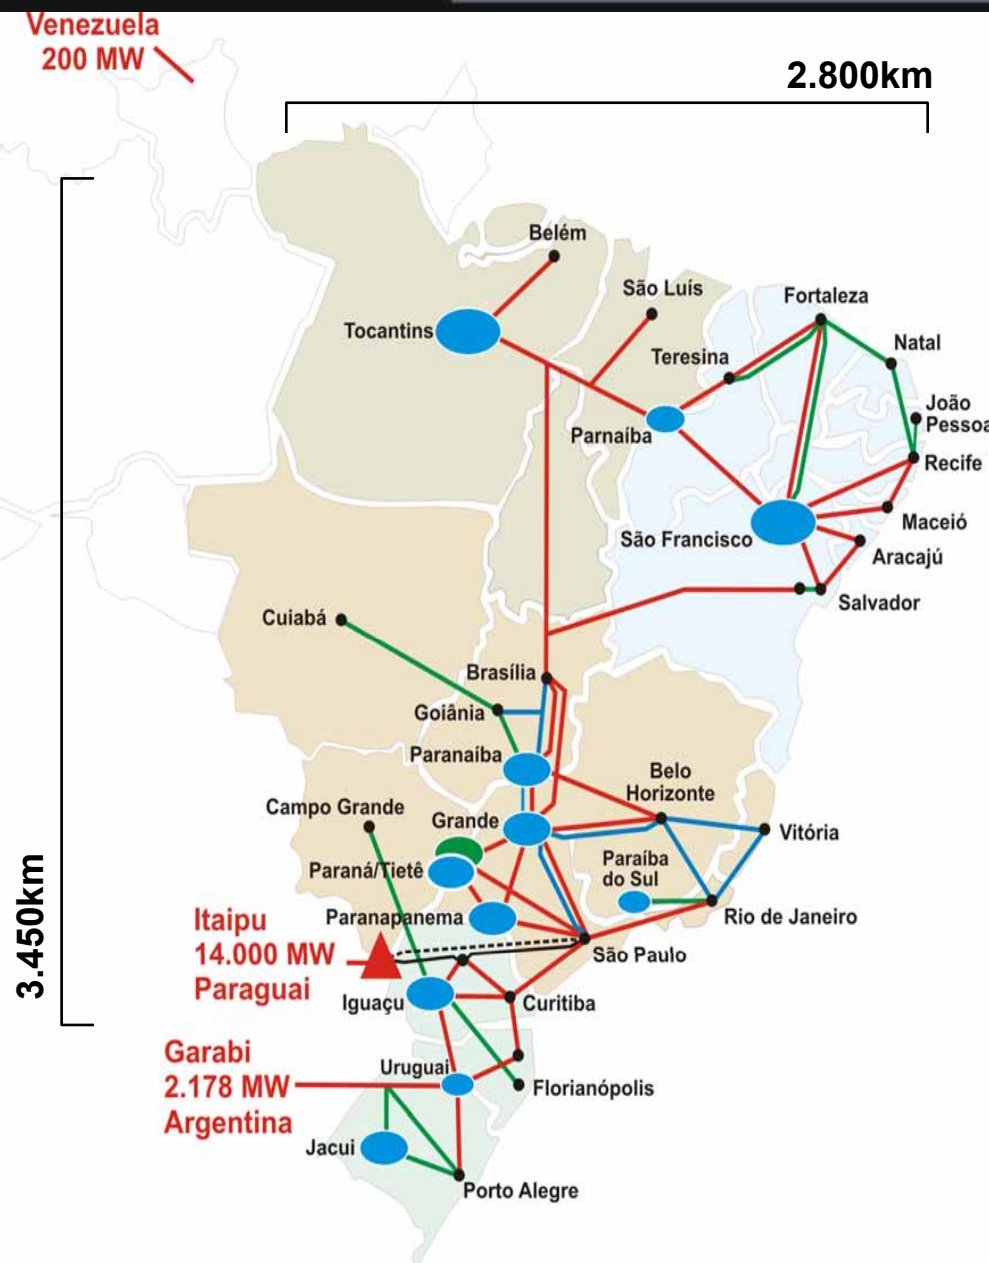 Venezuela
200 MW
2.800km
Belém
São Luís
Fortaleza
Tocantins
Natal
Teresina
João
Pessoa
Parnaíba
Recife
Maceió
São Francisco
Aracajú
Salvador
Cuiabá
Brasília
Goiânia
Paranaíba
Belo
Horizonte
Campo Grande
Grande
Vitória
Paraíba
do Sul
Paraná/Tietê
Itaipu
14.000 MW
Paraguai
Paranapanema
Rio de Janeiro
São Paulo
3.450km
Iguaçu
Curitiba
Garabi
2.178 MW
Argentina
Uruguai
Florianópolis
Jacui
Porto Alegre